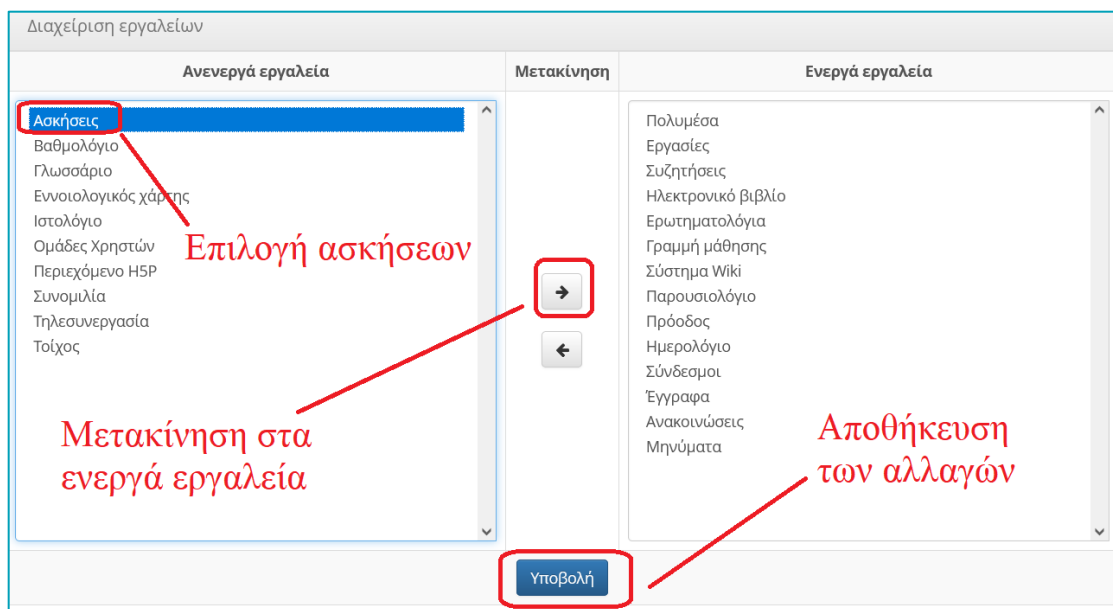 Διαχείριση εργαλείων
Ανενεργά εργαλεία
Μετακίνηση
Ενεργά εργαλεία
Ασκήσεις
Βαθμολόγιο
Γλωσσάριο
Εννοιολογικός χάρτης
Ιστολόγιο
Ομάδες Χρηστών
Περιεχόμενο H5P
Συνομιλία
Τηλεσυνεργασία
Τοίχος
Επιλογή ασκήσεων
Μετακίνηση στα
ενεργά εργαλεία
Πολυμέσα
Εργασίες
Συζητήσεις
Ηλεκτρονικό βιβλίο
Ερωτηματολόγια
Γραμμή μάθησης
Σύστημα Wiki
Παρουσιολόγιο
Πρόοδος
Ημερολόγιο
Σύνδεσμοι
Έγγραφα
Ανακοινώσεις
Μηνύματα
Αποθήκευση
των αλλαγών
Υποβολή